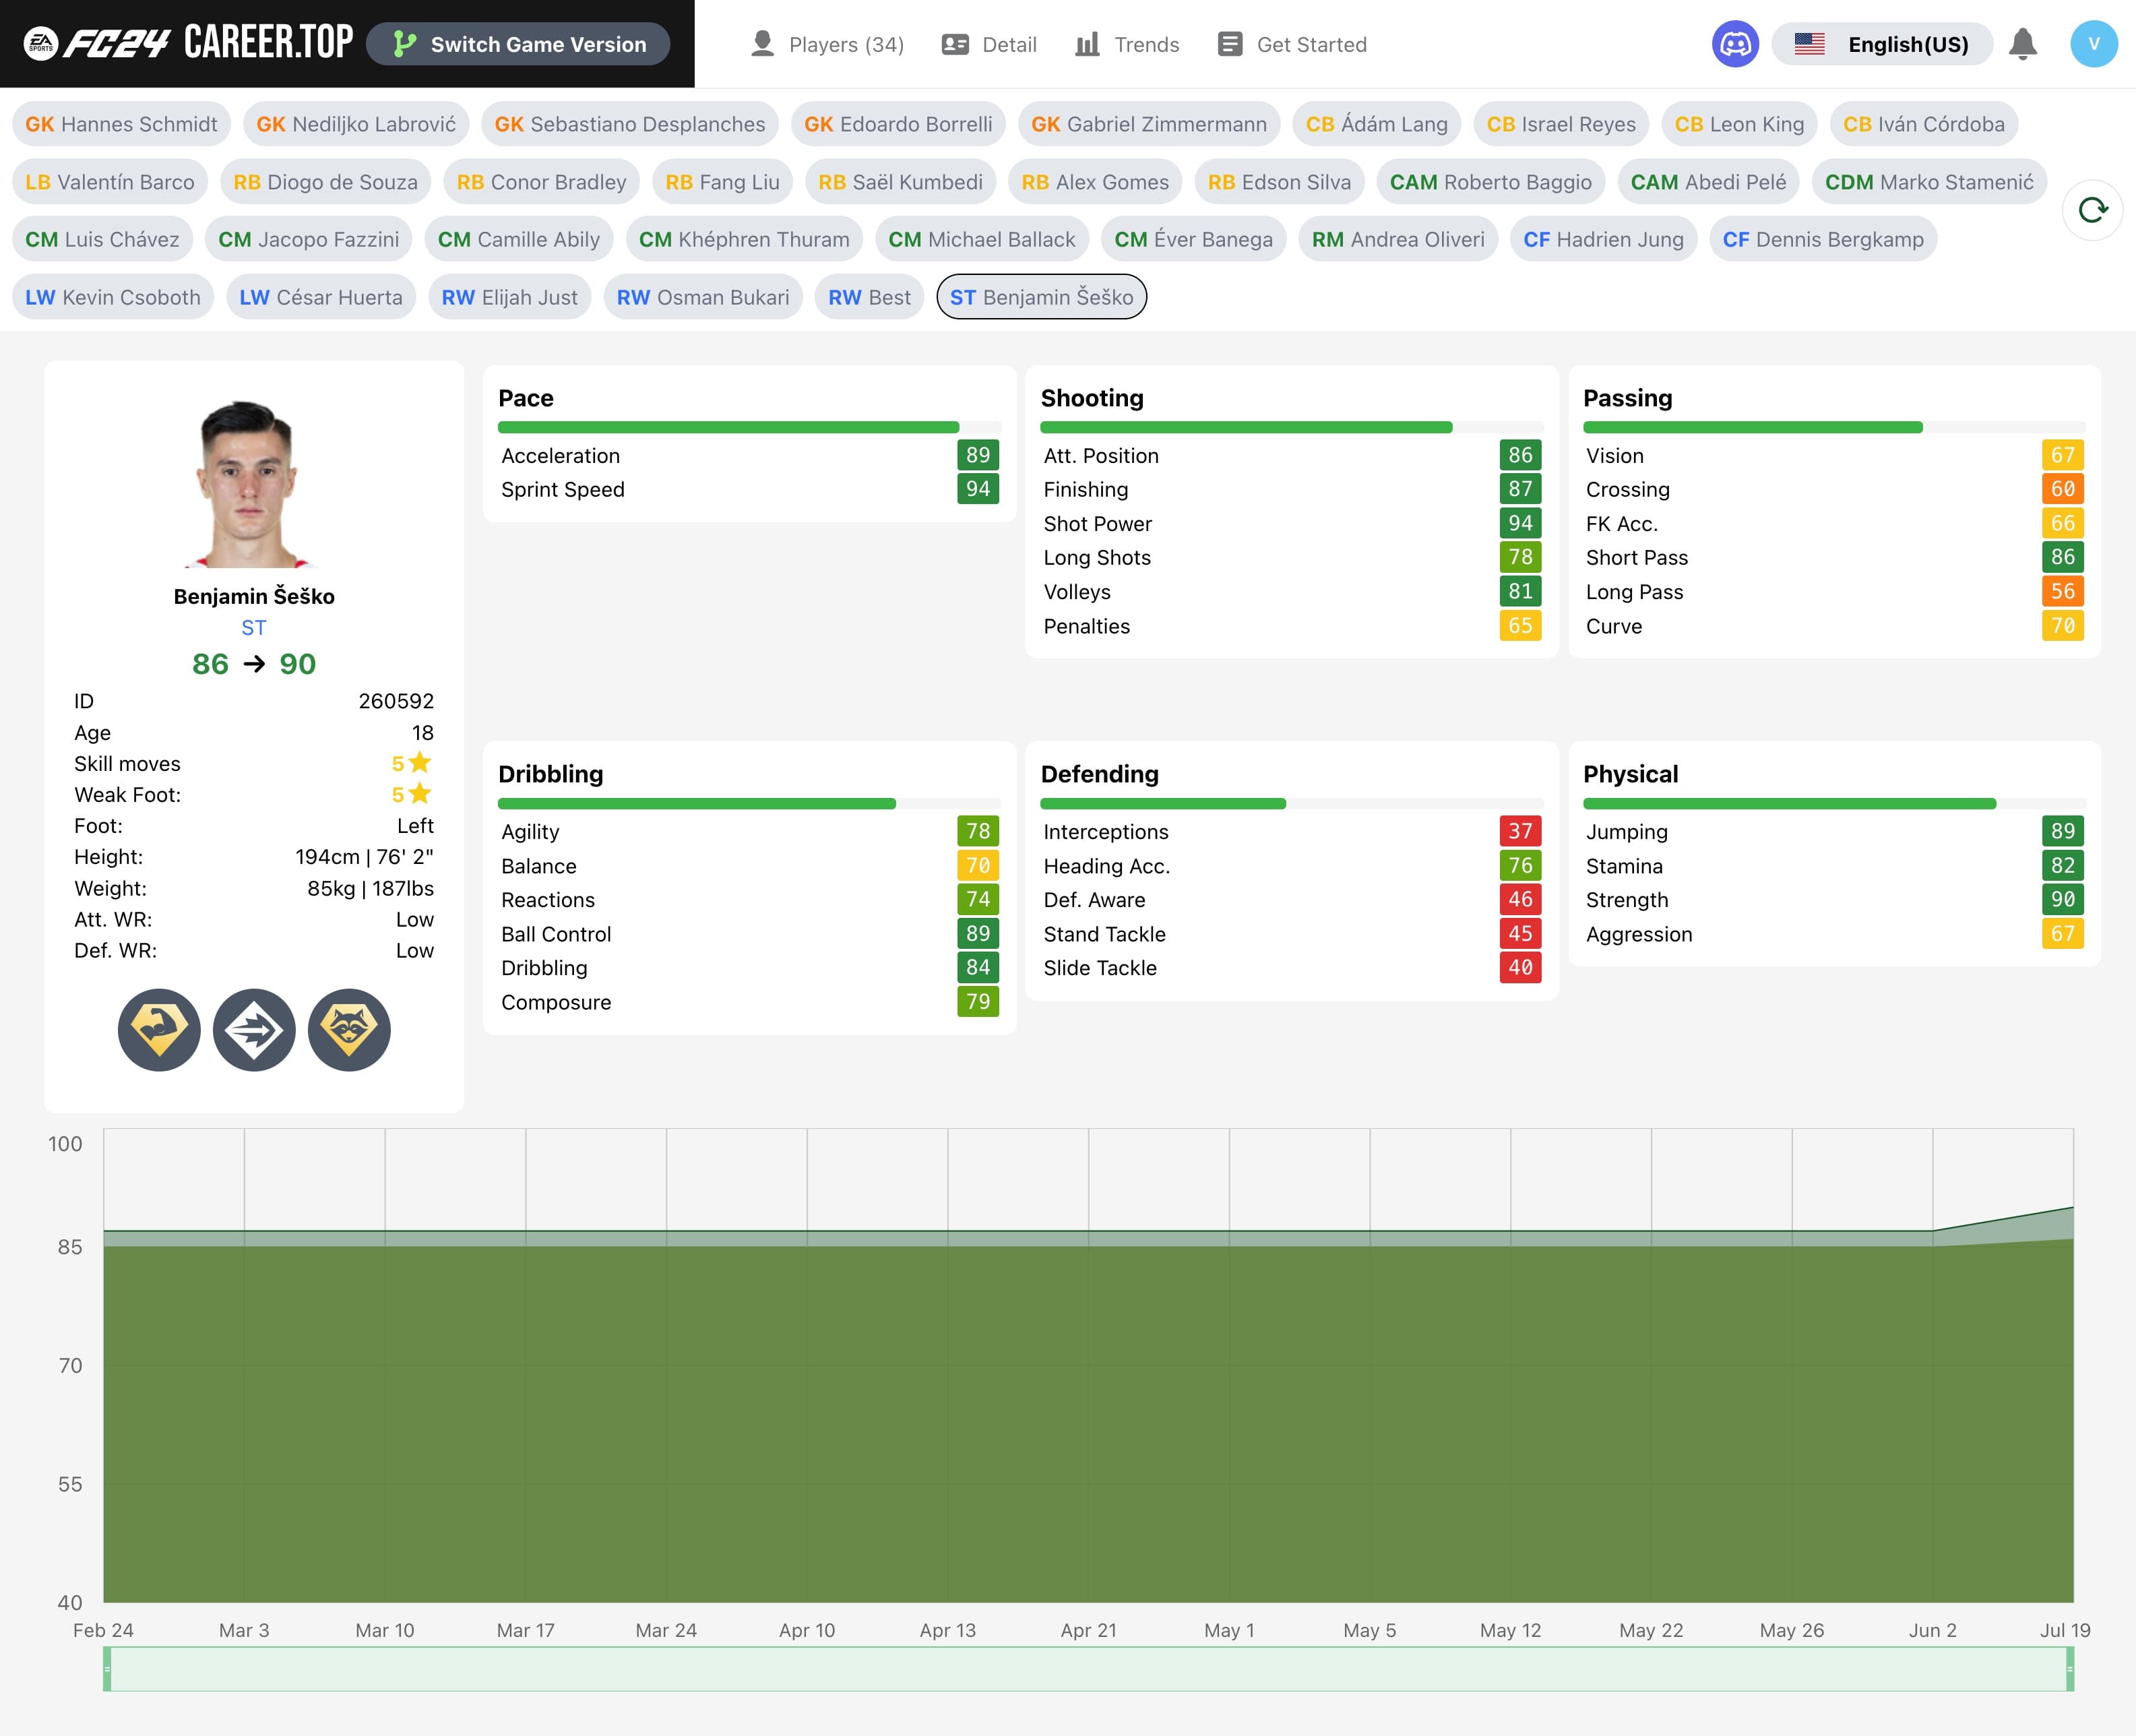 EA SPORTS FC24 CAREER.TOP Switch Game Version Players (34) Detail Trends Get Started English(US) V
GK Hannes Schmidt GK Nediljko Labrović GK Sebastiano Desplanches GK Edoardo Borrelli GK Gabriel Zimmermann CB Ádám Lang CB Israel Reyes CB Leon King CB Iván Córdoba
LB Valentín Barco RB Diogo de Souza RB Conor Bradley RB Fang Liu RB Saël Kumbedi RB Alex Gomes RB Edson Silva CAM Roberto Baggio CAM Abedi Pelé CDM Marko Stamenić
CM Luis Chávez CM Jacopo Fazzini CM Camille Abily CM Khéphren Thuram CM Michael Ballack CM Éver Banega RM Andrea Oliveri CF Hadrien Jung CF Dennis Bergkamp
LW Kevin Csoboth LW César Huerta RW Elijah Just RW Osman Bukari RW Best ST Benjamin Šeško
Benjamin Šeško
ST
86 → 90
ID 260592
Age 18
Skill moves 5
Weak Foot: 5
Foot: Left
Height: 194cm | 76' 2"
Weight: 85kg | 187lbs
Att. WR: Low
Def. WR: Low
Pace
Acceleration 89
Sprint Speed 94
Shooting
Att. Position 86
Finishing 87
Shot Power 94
Long Shots 78
Volleys 81
Penalties 65
Passing
Vision 67
Crossing 60
FK Acc. 66
Short Pass 86
Long Pass 56
Curve 70
Dribbling
Agility 78
Balance 70
Reactions 74
Ball Control 89
Dribbling 84
Composure 79
Defending
Interceptions 37
Heading Acc. 76
Def. Aware 46
Stand Tackle 45
Slide Tackle 40
Physical
Jumping 89
Stamina 82
Strength 90
Aggression 67
100
85
70
55
40
Feb 24 Mar 3 Mar 10 Mar 17 Mar 24 Apr 10 Apr 13 Apr 21 May 1 May 5 May 12 May 22 May 26 Jun 2 Jul 19